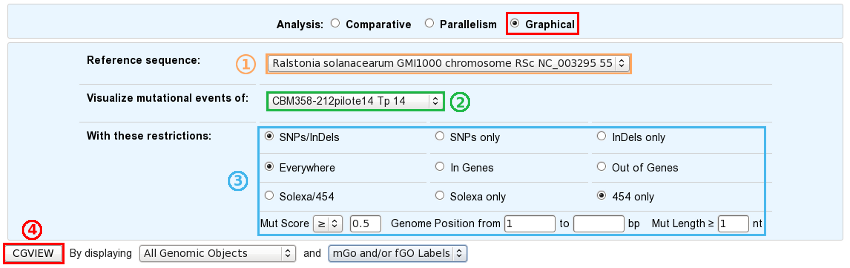 Analysis: Comparative Parallelism Graphical
Reference sequence: 1 Ralstonia solanacearum GMI1000 chromosome RSc NC_003295 55
Visualize mutational events of: CBM358-212pilote14 Tp 14 2
With these restrictions: SNPs/InDels SNPs only InDels only
Everywhere In Genes Out of Genes
3
Solexa/454 Solexa only 454 only
Mut Score ≥ 0.5 Genome Position from 1 to bp Mut Length ≥ 1 nt
4
CGVIEW By displaying All Genomic Objects and mGo and/or fGO Labels